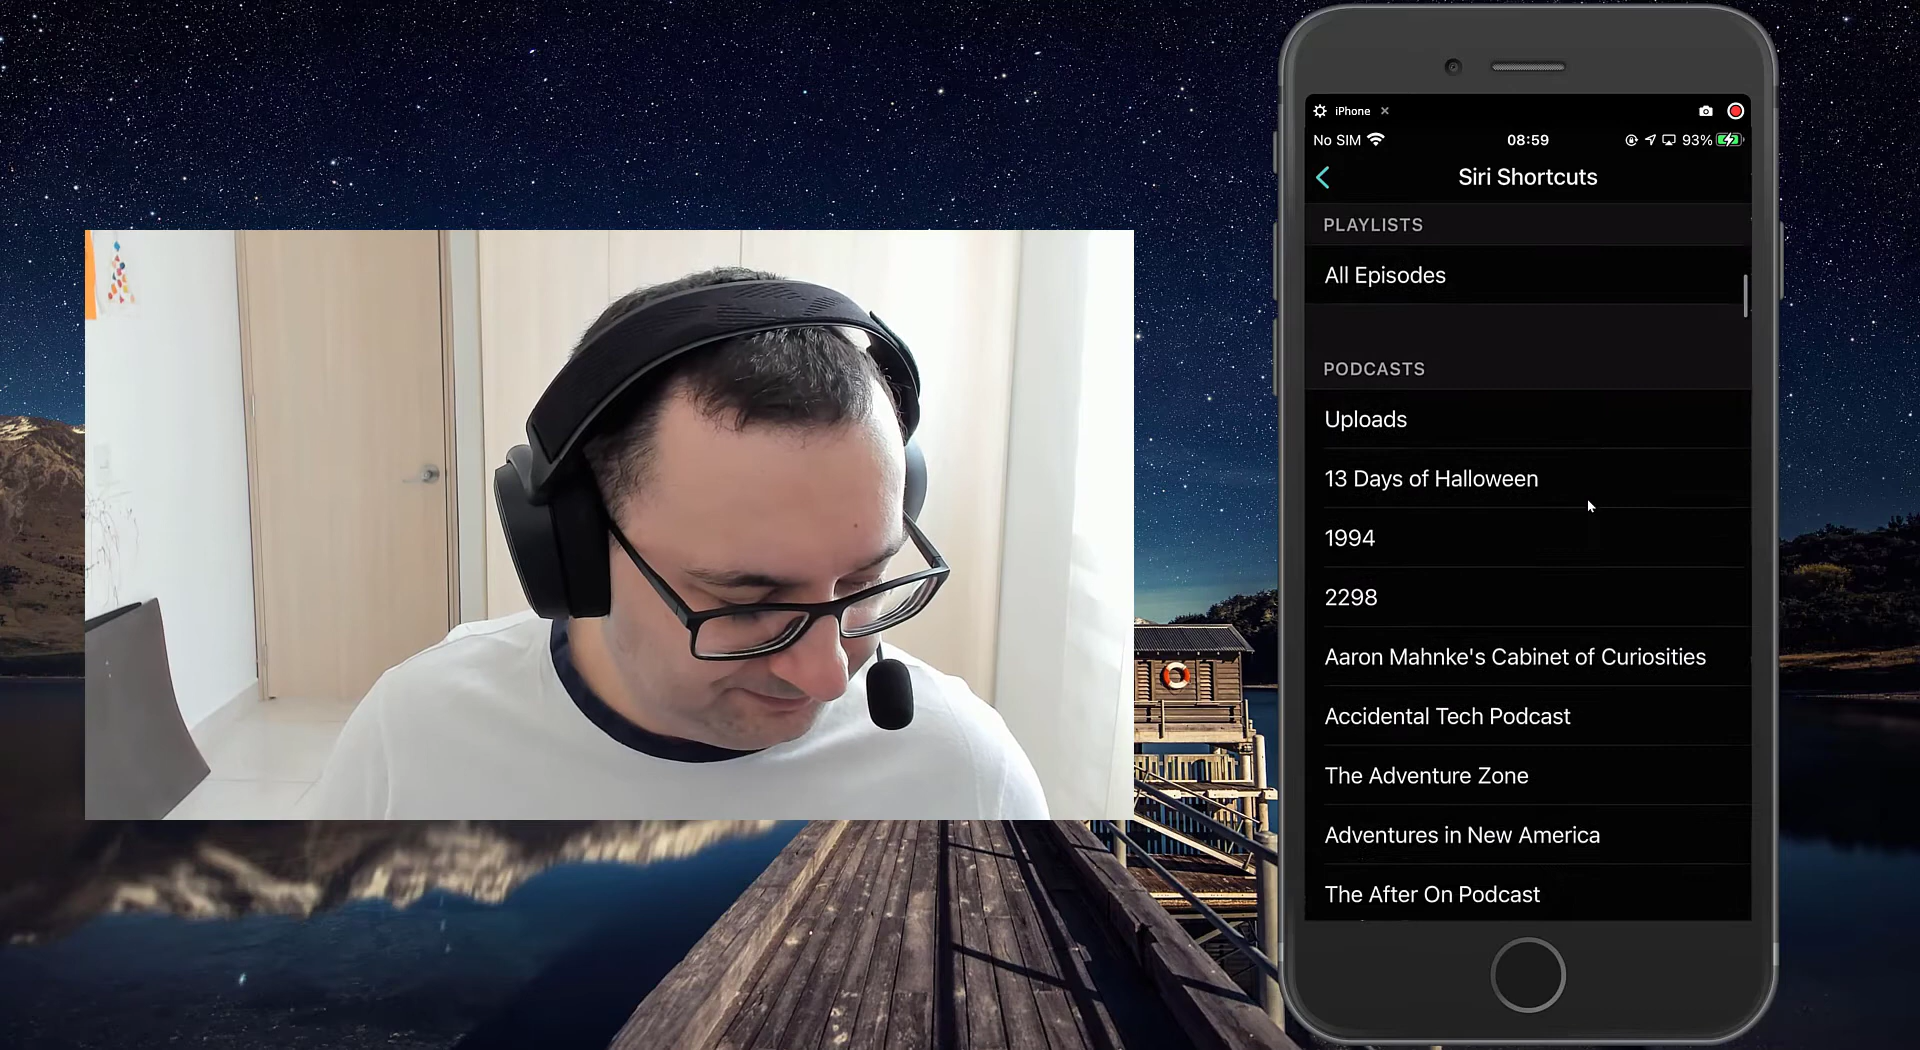 iPhone ×
No SIM 08:59 93%
Siri Shortcuts
PLAYLISTS
All Episodes
PODCASTS
Uploads
13 Days of Halloween
1994
2298
Aaron Mahnke's Cabinet of Curiosities
Accidental Tech Podcast
The Adventure Zone
Adventures in New America
The After On Podcast